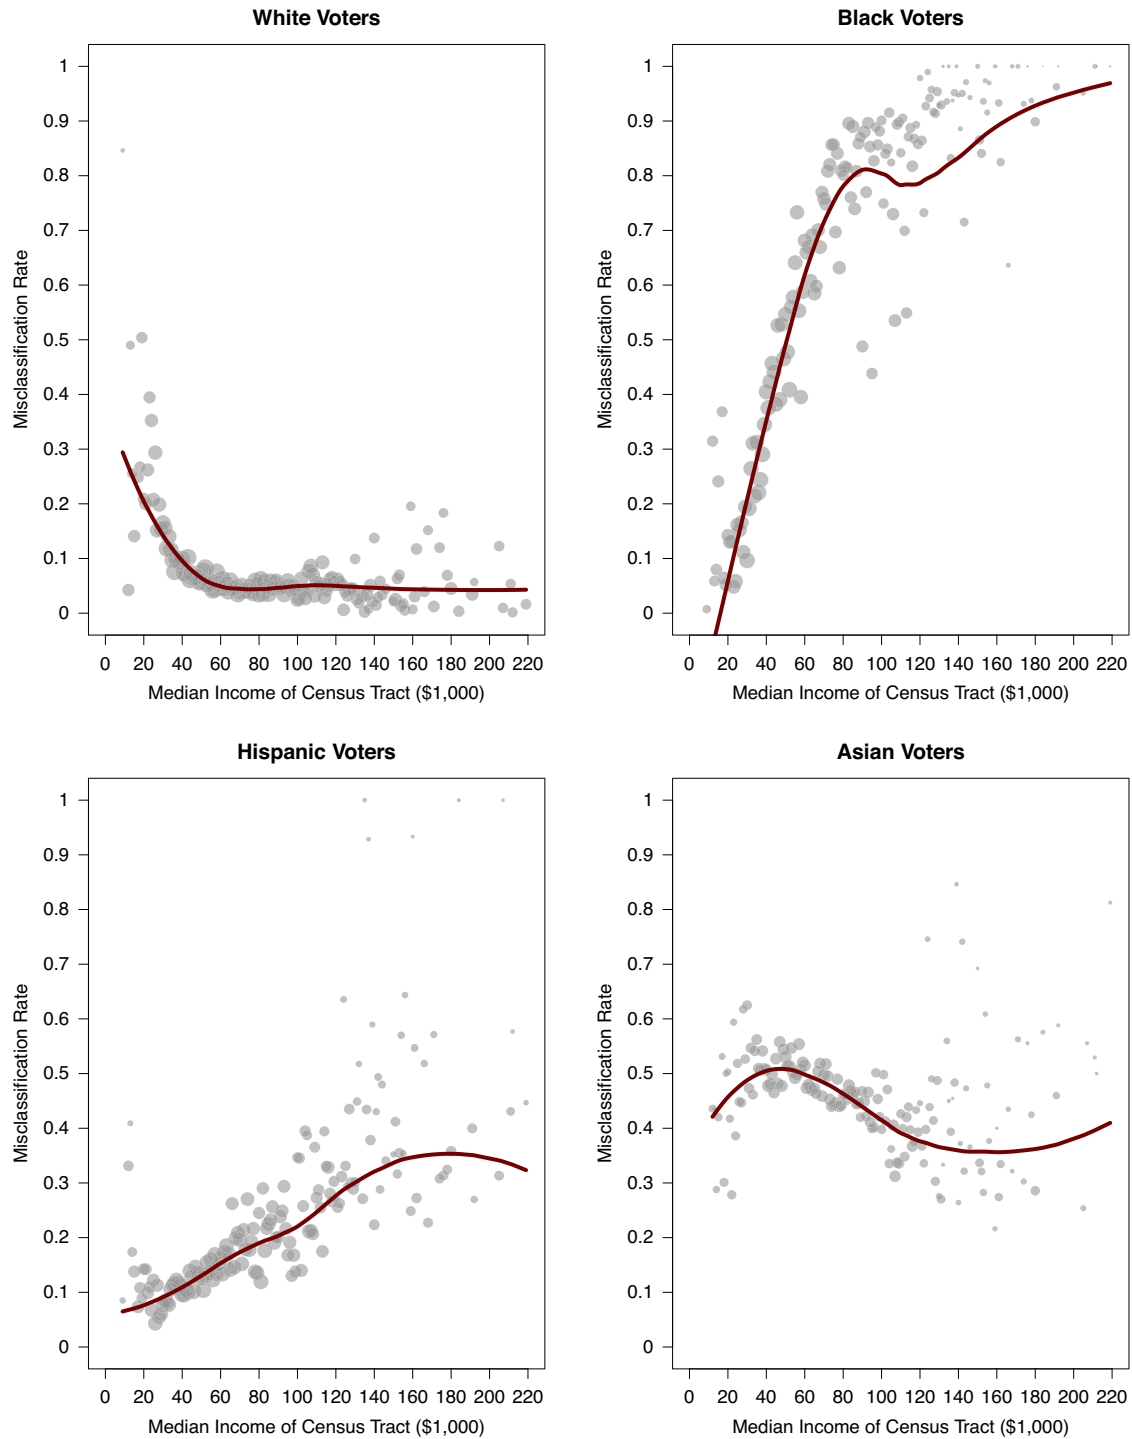 White Voters
Misclassification Rate
1
0.9
0.8
0.7
0.6
0.5
0.4
0.3
0.2
0.1
0
0 20 40 60 80 100 120 140 160 180 200 220
Median Income of Census Tract ($1,000)
Black Voters
Misclassification Rate
1
0.9
0.8
0.7
0.6
0.5
0.4
0.3
0.2
0.1
0
0 20 40 60 80 100 120 140 160 180 200 220
Median Income of Census Tract ($1,000)
Hispanic Voters
Misclassification Rate
1
0.9
0.8
0.7
0.6
0.5
0.4
0.3
0.2
0.1
0
0 20 40 60 80 100 120 140 160 180 200 220
Median Income of Census Tract ($1,000)
Asian Voters
Misclassification Rate
1
0.9
0.8
0.7
0.6
0.5
0.4
0.3
0.2
0.1
0
0 20 40 60 80 100 120 140 160 180 200 220
Median Income of Census Tract ($1,000)